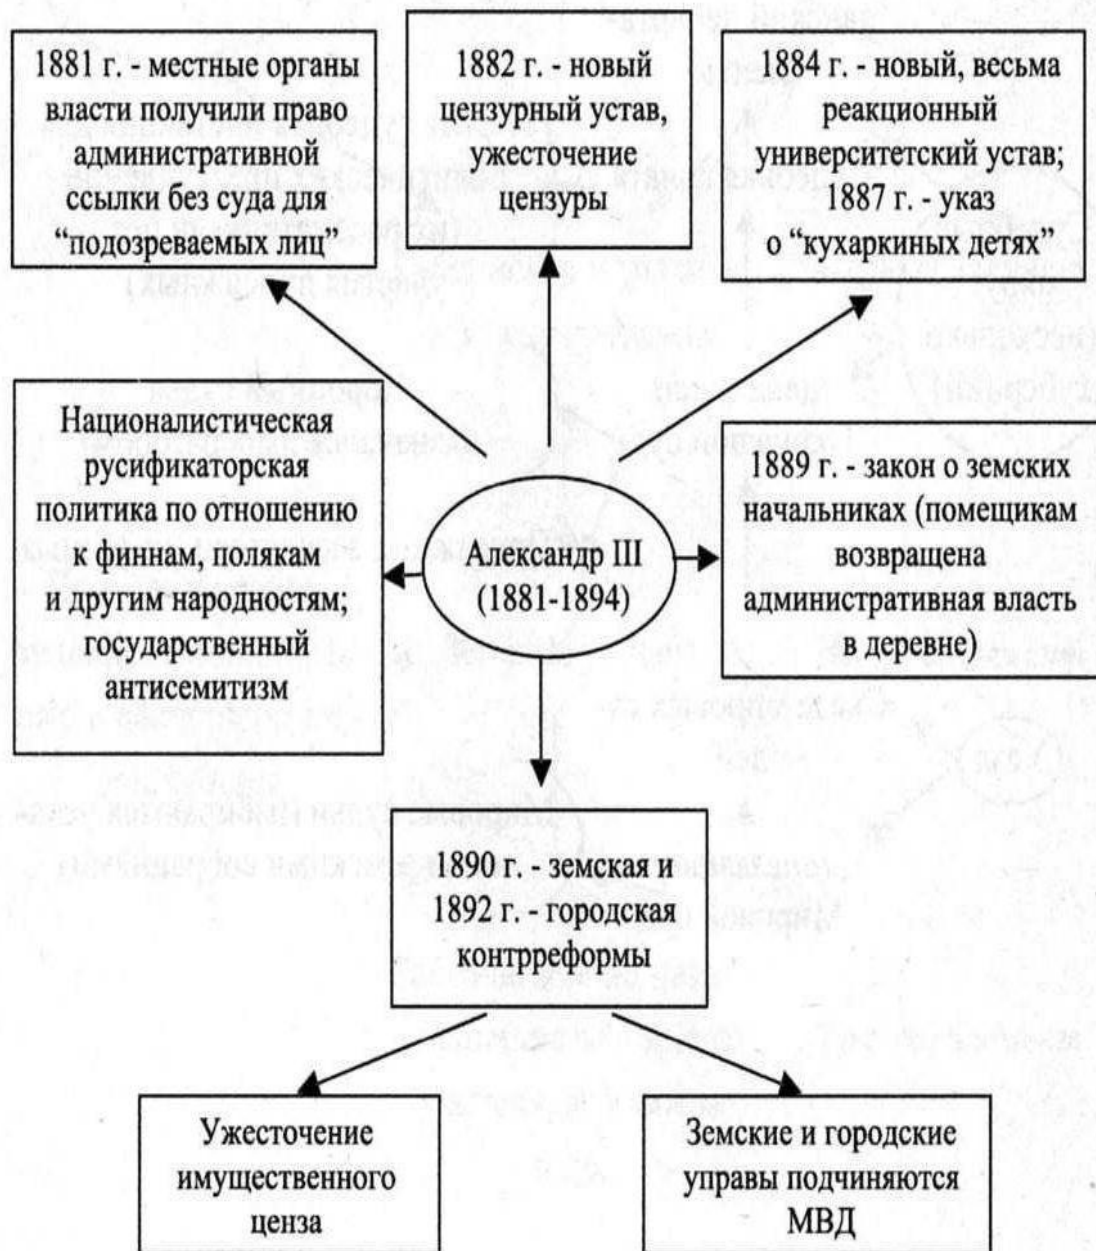 1881 г. - местные органы
власти получили право
административной
ссылки без суда для
“подозреваемых лиц”
1882 г. - новый
цензурный устав,
ужесточение
цензуры
1884 г. - новый, весьма
реакционный
университетский устав;
1887 г. - указ
о “кухаркиных детях”
Националистическая
русификаторская
политика по отношению
к финнам, полякам
и другим народностям;
государственный
антисемитизм
Александр III
(1881-1894)
1889 г. - закон о земских
начальниках (помещикам
возвращена
административная власть
в деревне)
1890 г. - земская и
1892 г. - городская
контрреформы
Ужесточение
имущественного
ценза
Земские и городские
управы подчиняются
МВД